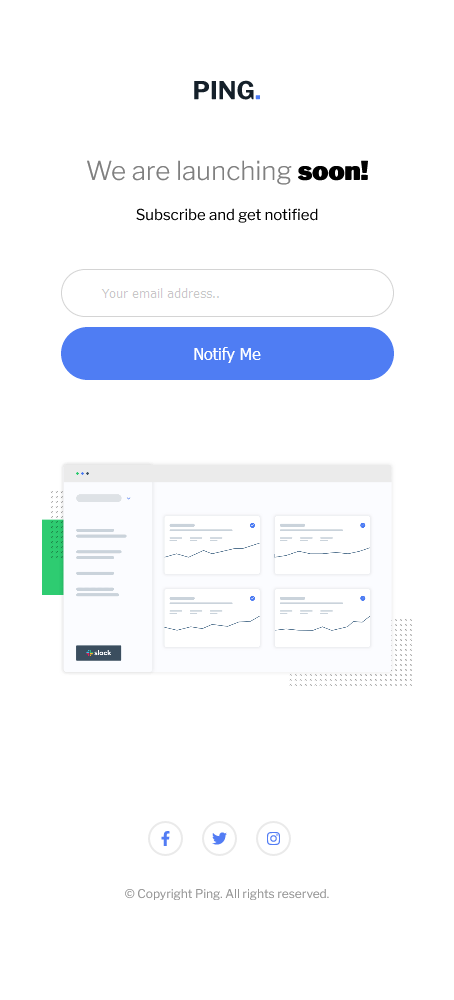 PING.
We are launching soon!
Subscribe and get notified
Your email address..
Notify Me
slack
© Copyright Ping. All rights reserved.